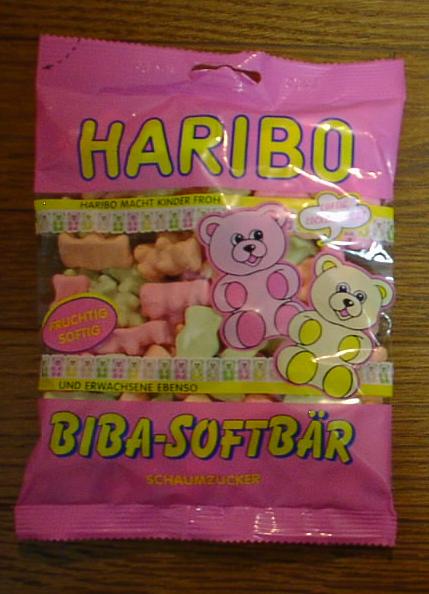 HARIBO
HARIBO MACHT KINDER FROH
FRUCHTIG
SOFTIG
UND ERWACHSENE EBENSO
BIBA-SOFTBÄR
SCHAUMZUCKER